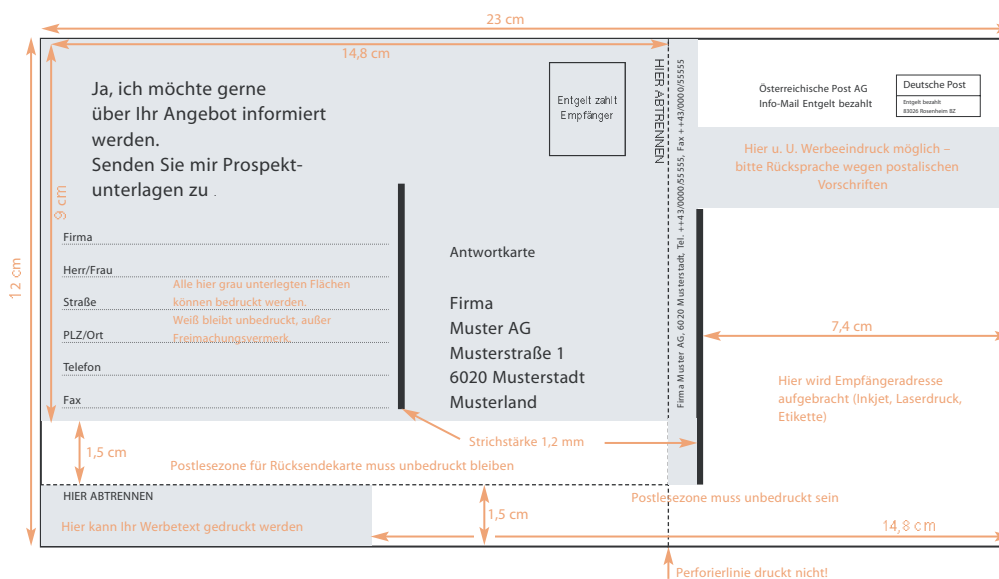 23 cm
14,8 cm
Ja, ich möchte gerne
über Ihr Angebot informiert
werden.
Senden Sie mir Prospekt-
unterlagen zu .
Entgelt zahlt
Empfänger
HIER ABTRENNEN
Firma Muster AG, 6020 Musterstadt, Tel. ++43/0000/55555, Fax ++43/0000/55555
Österreichische Post AG
Info-Mail Entgelt bezahlt
Deutsche Post
Entgelt bezahlt
83026 Rosenheim BZ
Hier u. U. Werbeeindruck möglich –
bitte Rücksprache wegen postalischen
Vorschriften
9 cm
12 cm
Firma
Herr/Frau
Straße
PLZ/Ort
Telefon
Fax
Alle hier grau unterlegten Flächen
können bedruckt werden.
Weiß bleibt unbedruckt, außer
Freimachungsvermerk.
Antwortkarte
Firma
Muster AG
Musterstraße 1
6020 Musterstadt
Musterland
7,4 cm
Hier wird Empfängeradresse
aufgebracht (Inkjet, Laserdruck,
Etikette)
Strichstärke 1,2 mm
1,5 cm
Postlesezone für Rücksendekarte muss unbedruckt bleiben
HIER ABTRENNEN
Hier kann Ihr Werbetext gedruckt werden
1,5 cm
Postlesezone muss unbedruckt sein
14,8 cm
Perforierlinie druckt nicht!